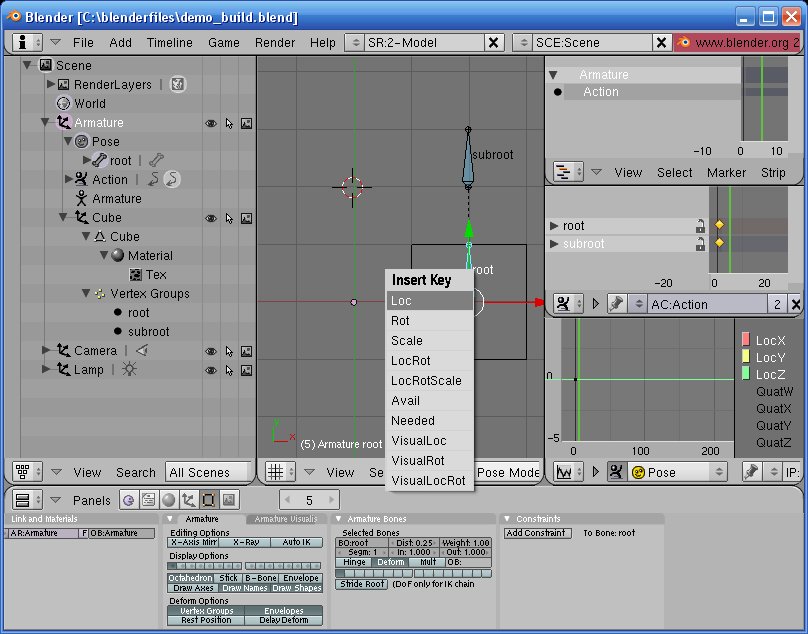 Blender [C:\blenderfiles\demo_build.blend]
File Add Timeline Game Render Help SR:2-Model SCE:Scene www.blender.org 2
Scene
RenderLayers
World
Armature
Pose
root
Action
Armature
Cube
Cube
Material
Tex
Vertex Groups
root
subroot
Camera
Lamp
View Search All Scenes
subroot
root
Insert Key
Loc
Rot
Scale
LocRot
LocRotScale
Avail
Needed
VisualLoc
VisualRot
VisualLocRot
y
x
(5) Armature root
View Se Pose Mode
Armature
Action
-10 0 10
View Select Marker Strip
root
subroot
-20 0 20
AC:Action 2
0
-5
0 100 200
LocX
LocY
LocZ
QuatW
QuatX
QuatY
QuatZ
Pose IP:
Panels 5
Link and Materials
AR:Armature F OB:Armature
Armature Armature Visualis
Editing Options
X-Axis Mirr X-Ray Auto IK
Display Options
Octahedron Stick B-Bone Envelope
Draw Axes Draw Names Draw Shapes
Deform Options
Vertex Groups Envelopes
Rest Position Delay Deform
Armature Bones
Selected Bones
BO:root Dist: 0.25 Weight: 1.00
Segm: 1 In: 1.000 Out: 1.000
Hinge Deform Mult OB:
Stride Root (DoF only for IK chain
Constraints
Add Constraint To Bone: root